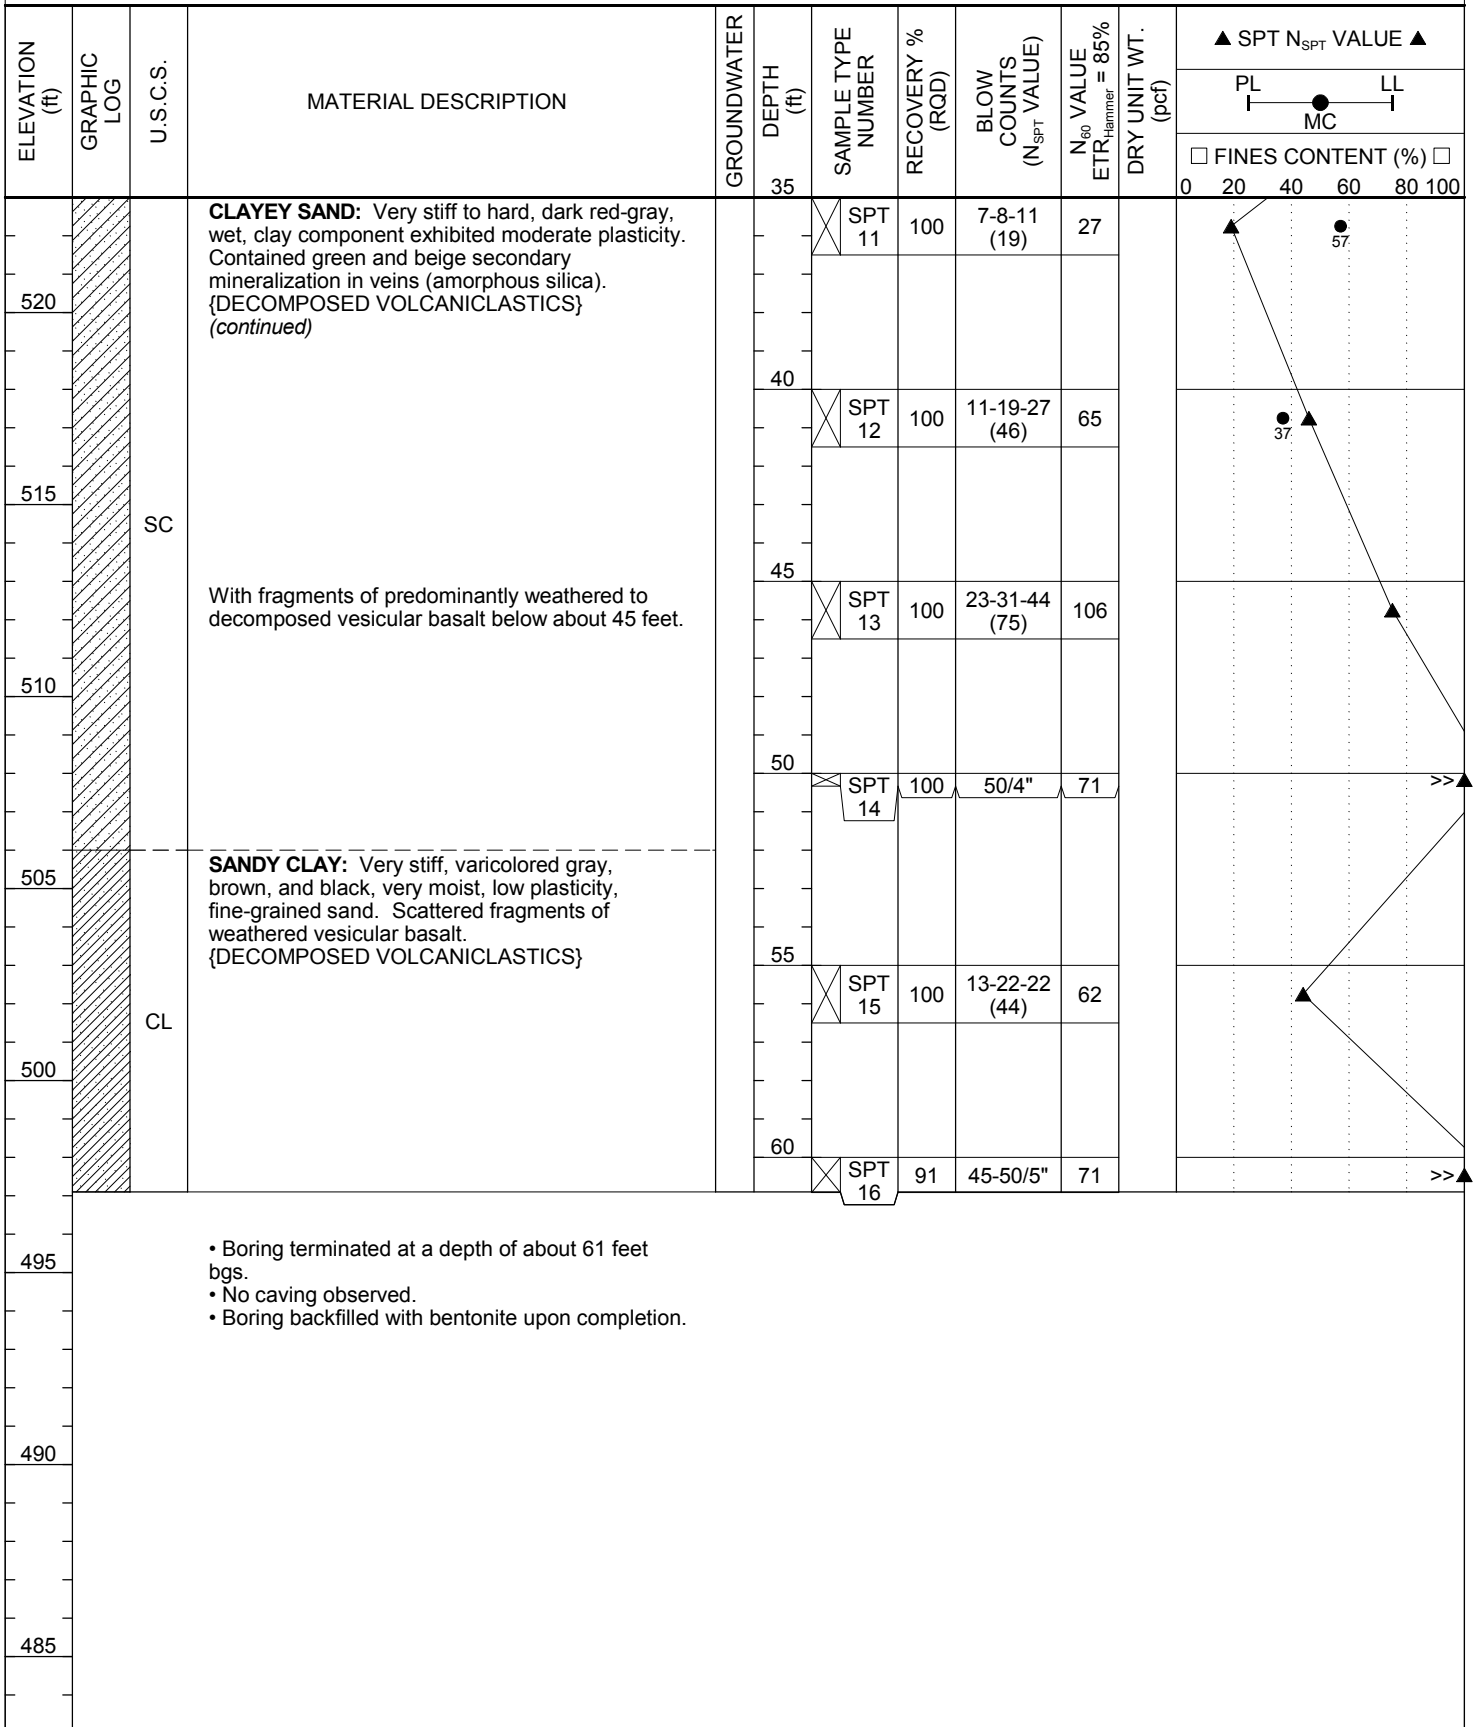 ELEVATION
(ft)
GRAPHIC
LOG
U.S.C.S.
MATERIAL DESCRIPTION
GROUNDWATER
DEPTH
(ft)
SAMPLE TYPE
NUMBER
RECOVERY %
(RQD)
BLOW
COUNTS
(N_SPT VALUE)
N_60 VALUE
ETR_Hammer = 85%
DRY UNIT WT.
(pcf)
▲ SPT N_SPT VALUE ▲
PL LL
MC
□ FINES CONTENT (%) □
0 20 40 60 80 100
35
CLAYEY SAND: Very stiff to hard, dark red-gray,
wet, clay component exhibited moderate plasticity.
Contained green and beige secondary
mineralization in veins (amorphous silica).
{DECOMPOSED VOLCANICLASTICS}
(continued)
SPT
11
100
7-8-11
(19)
27
57
520
40
SPT
12
100
11-19-27
(46)
65
37
515
SC
45
With fragments of predominantly weathered to
decomposed vesicular basalt below about 45 feet.
SPT
13
100
23-31-44
(75)
106
510
50
SPT
14
100
50/4"
71
>>▲
SANDY CLAY: Very stiff, varicolored gray,
brown, and black, very moist, low plasticity,
fine-grained sand. Scattered fragments of
weathered vesicular basalt.
{DECOMPOSED VOLCANICLASTICS}
505
55
SPT
15
100
13-22-22
(44)
62
CL
500
60
SPT
16
91
45-50/5"
71
>>▲
• Boring terminated at a depth of about 61 feet
bgs.
• No caving observed.
• Boring backfilled with bentonite upon completion.
495
490
485